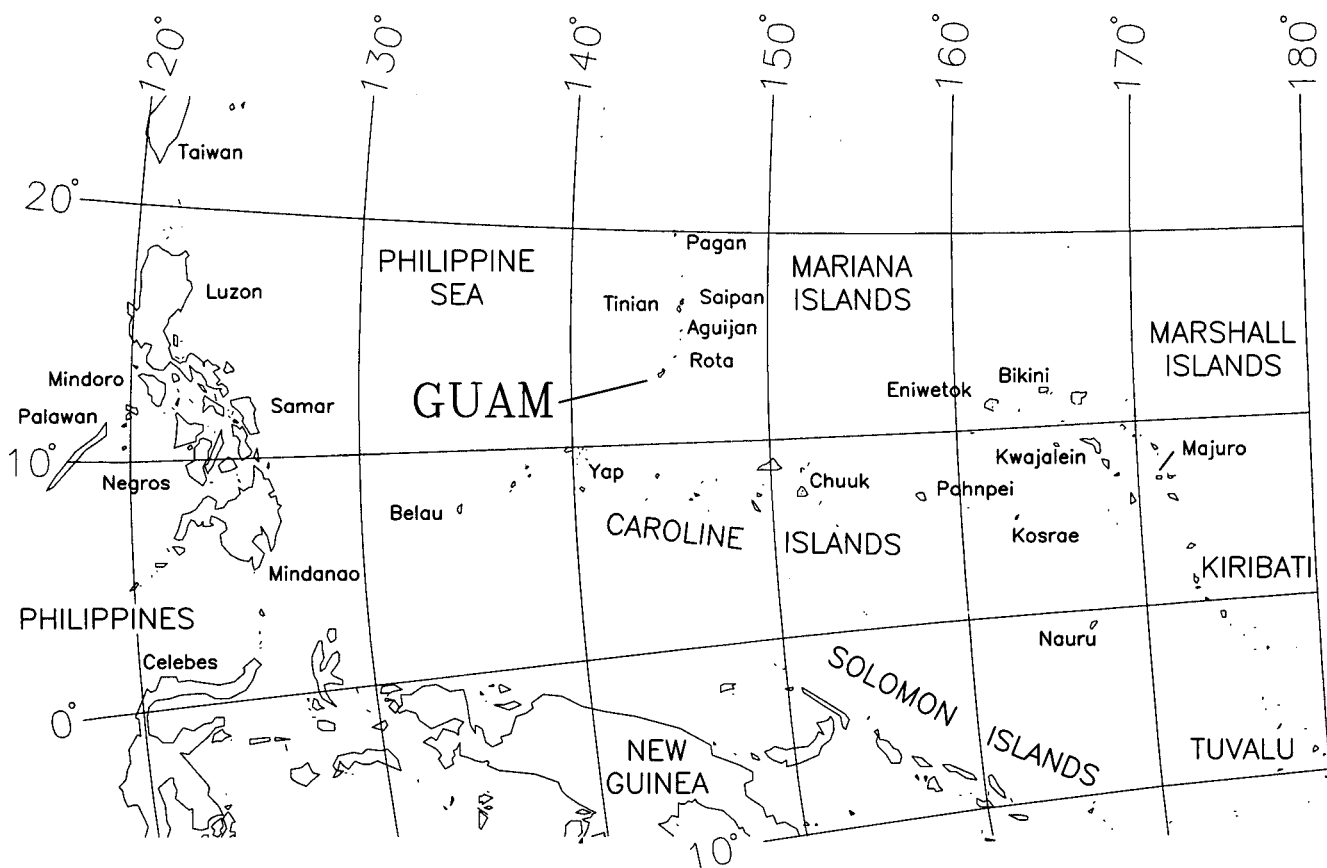 120°
130°
140°
150°
160°
170°
180°
Taiwan
20°
Pagan
PHILIPPINE
SEA
MARIANA
ISLANDS
Luzon
Tinian
Saipan
Aguijan
Rota
MARSHALL
ISLANDS
Mindoro
Bikini
Eniwetok
GUAM
Samar
Palawan
10°
Negros
Yap
Kwajalein
Majuro
Chuuk
Pohnpei
Belau
CAROLINE ISLANDS
Kosrae
Mindanao
KIRIBATI
PHILIPPINES
Nauru
Celebes
SOLOMON ISLANDS
0°
NEW
GUINEA
TUVALU
10°